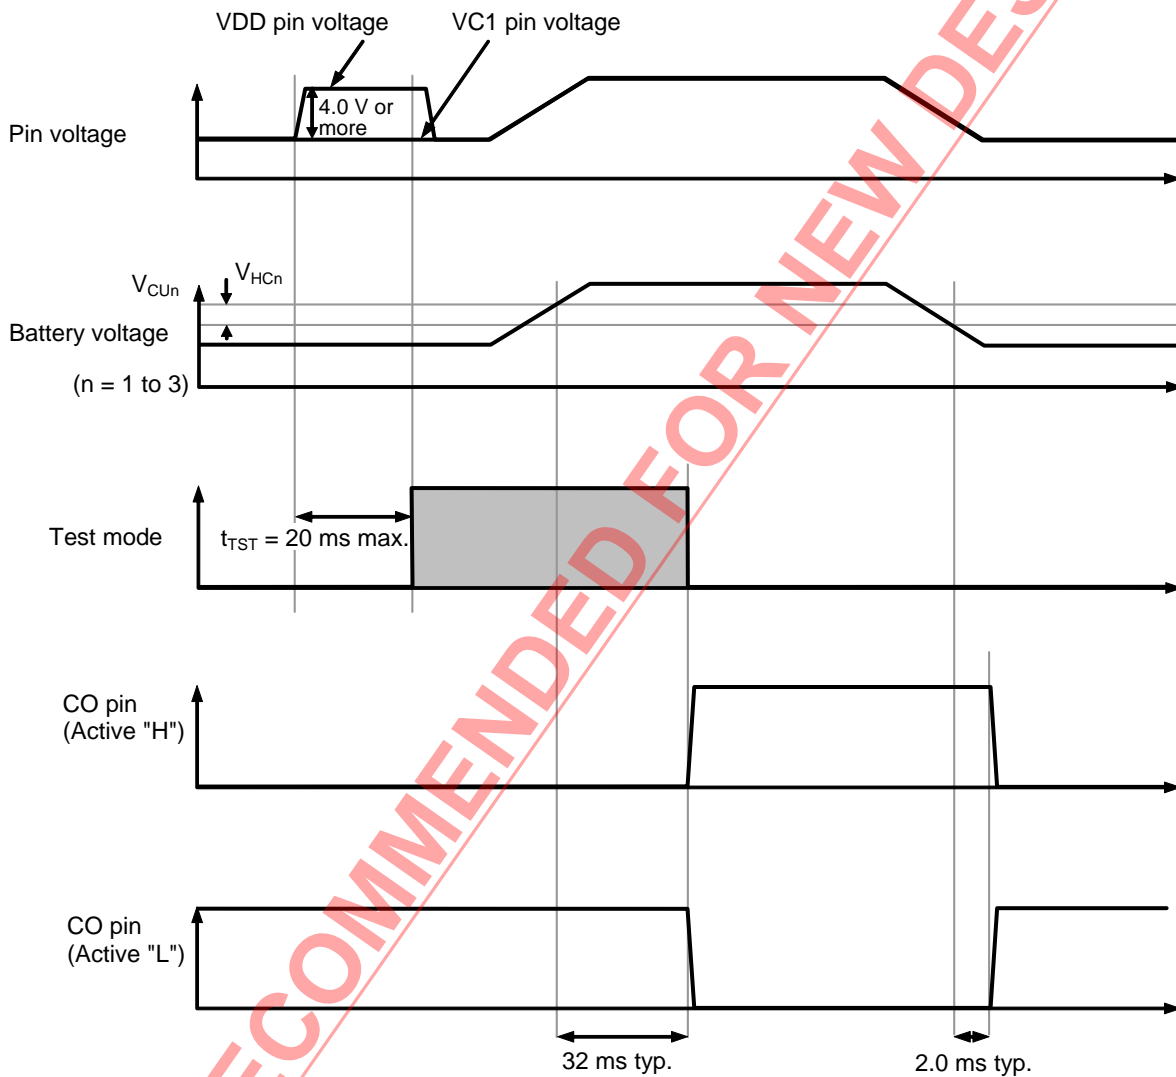 VDD pin voltage
VC1 pin voltage
4.0 V or
more
Pin voltage
VCUn
VHCn
Battery voltage
(n = 1 to 3)
Test mode
tTST = 20 ms max.
CO pin
(Active "H")
CO pin
(Active "L")
32 ms typ.
2.0 ms typ.
RECOMMENDED FOR NEW DES